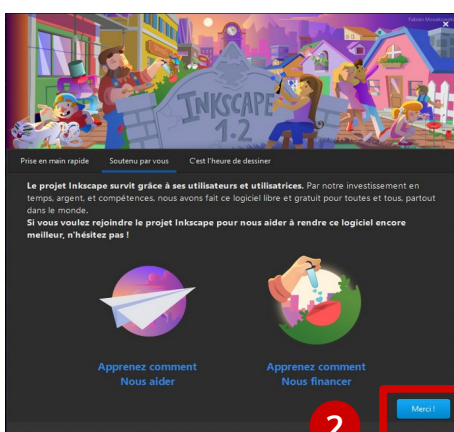 Fabian Mosakowski
INKSCAPE
1·2
Prise en main rapide Soutenu par vous C'est l'heure de dessiner
Le projet Inkscape survit grâce à ses utilisateurs et utilisatrices. Par notre investissement en
temps, argent, et compétences, nous avons fait ce logiciel libre et gratuit pour toutes et tous, partout
dans le monde.
Si vous voulez rejoindre le projet Inkscape pour nous aider à rendre ce logiciel encore
meilleur, n'hésitez pas !
Apprenez comment
Nous aider
Apprenez comment
Nous financer
Merci !
2